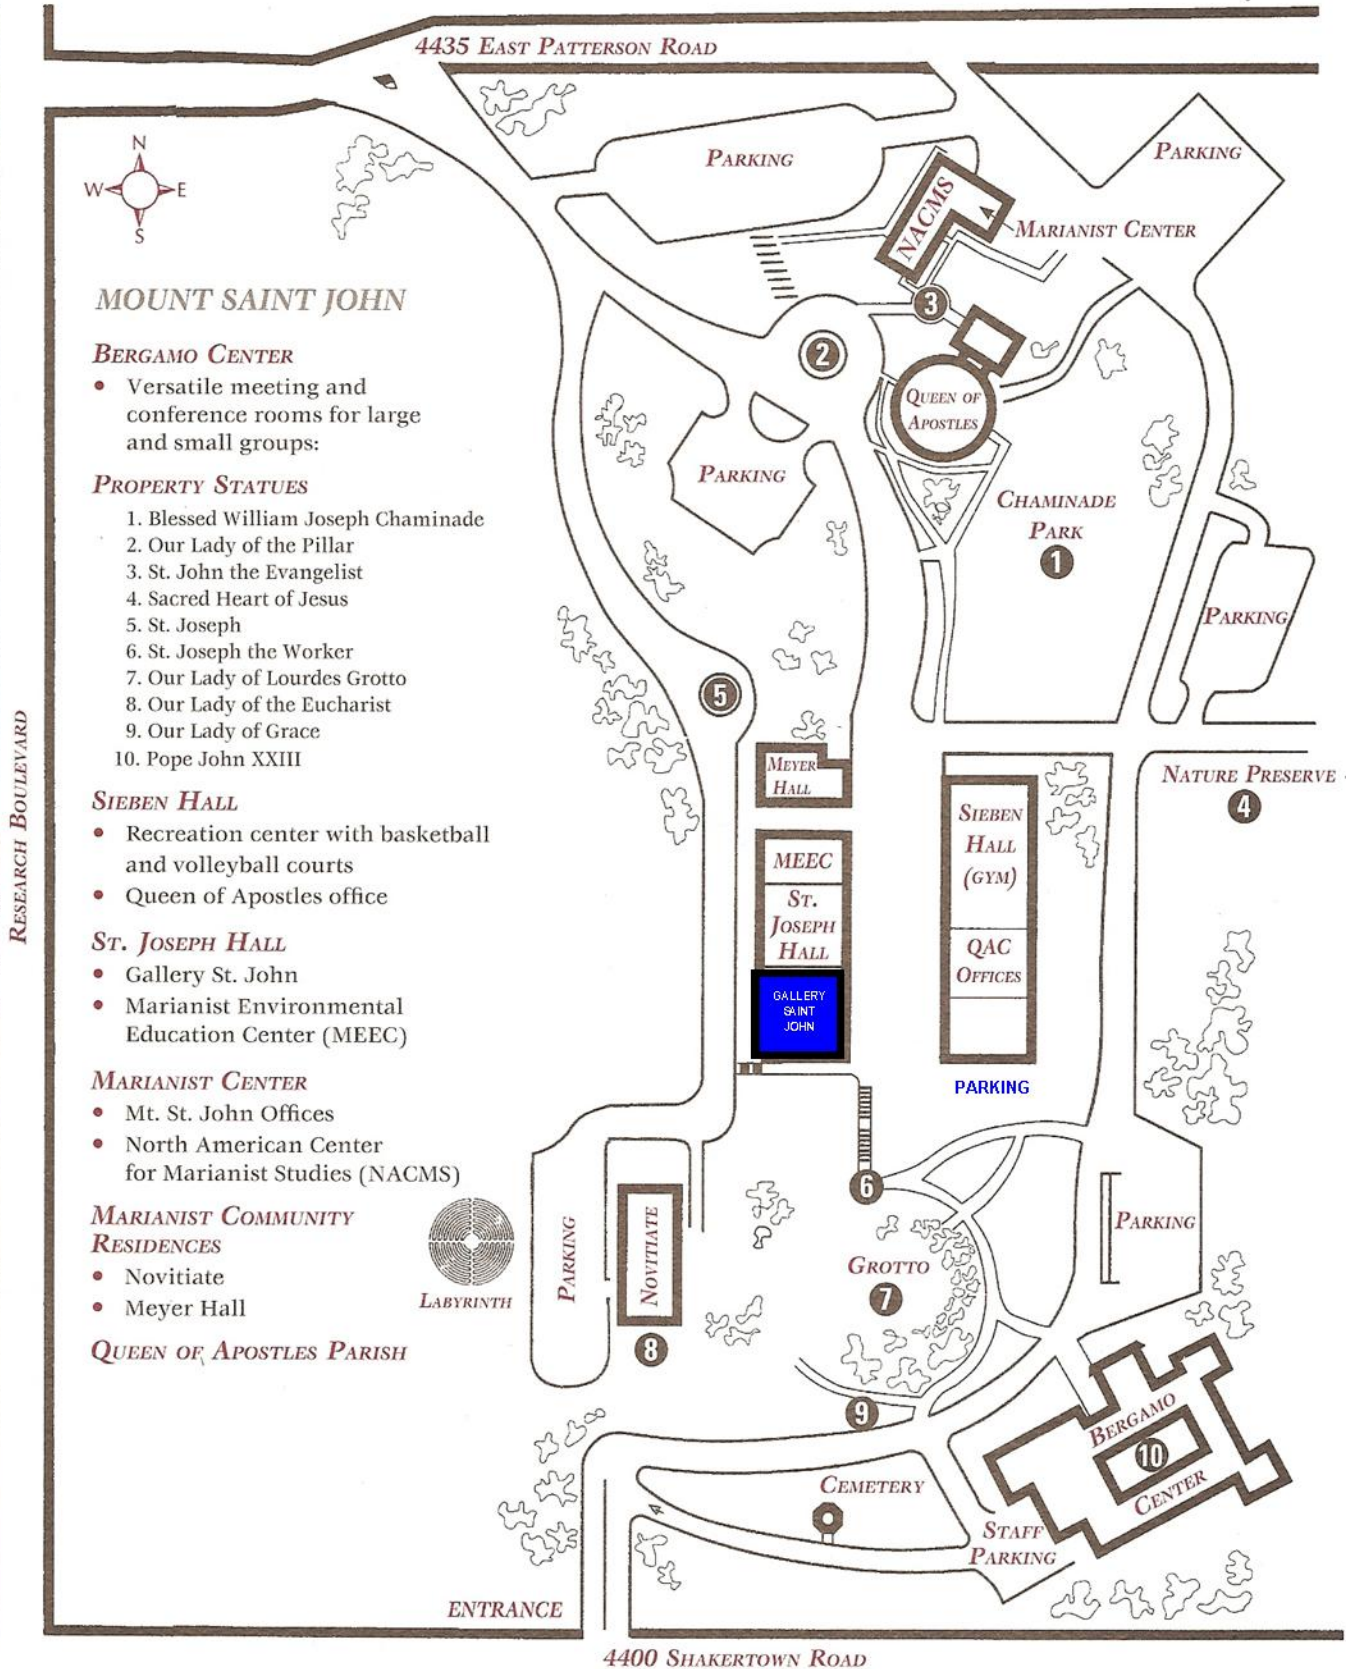 4435 East Patterson Road
N
W
E
S
Parking
Parking
NACMS
Marianist Center
MOUNT SAINT JOHN
3
2
Bergamo Center
• Versatile meeting and
conference rooms for large
and small groups:
Queen of
Apostles
Parking
Property Statues
1. Blessed William Joseph Chaminade
2. Our Lady of the Pillar
3. St. John the Evangelist
4. Sacred Heart of Jesus
5. St. Joseph
6. St. Joseph the Worker
7. Our Lady of Lourdes Grotto
8. Our Lady of the Eucharist
9. Our Lady of Grace
10. Pope John XXIII
Chaminade
Park
1
Parking
5
Research Boulevard
Sieben Hall
• Recreation center with basketball
and volleyball courts
• Queen of Apostles office
Meyer
Hall
Nature Preserve
4
Sieben
Hall
(gym)
MEEC
St.
Joseph
Hall
QAC
Offices
St. Joseph Hall
• Gallery St. John
• Marianist Environmental
Education Center (MEEC)
GALLERY
SAINT
JOHN
PARKING
Marianist Center
• Mt. St. John Offices
• North American Center
for Marianist Studies (NACMS)
6
Marianist Community
Residences
• Novitiate
• Meyer Hall
Labyrinth
Parking
Novitiate
8
Grotto
7
Parking
Queen of Apostles Parish
9
Bergamo
10
Center
Cemetery
Staff
Parking
Entrance
4400 Shakertown Road